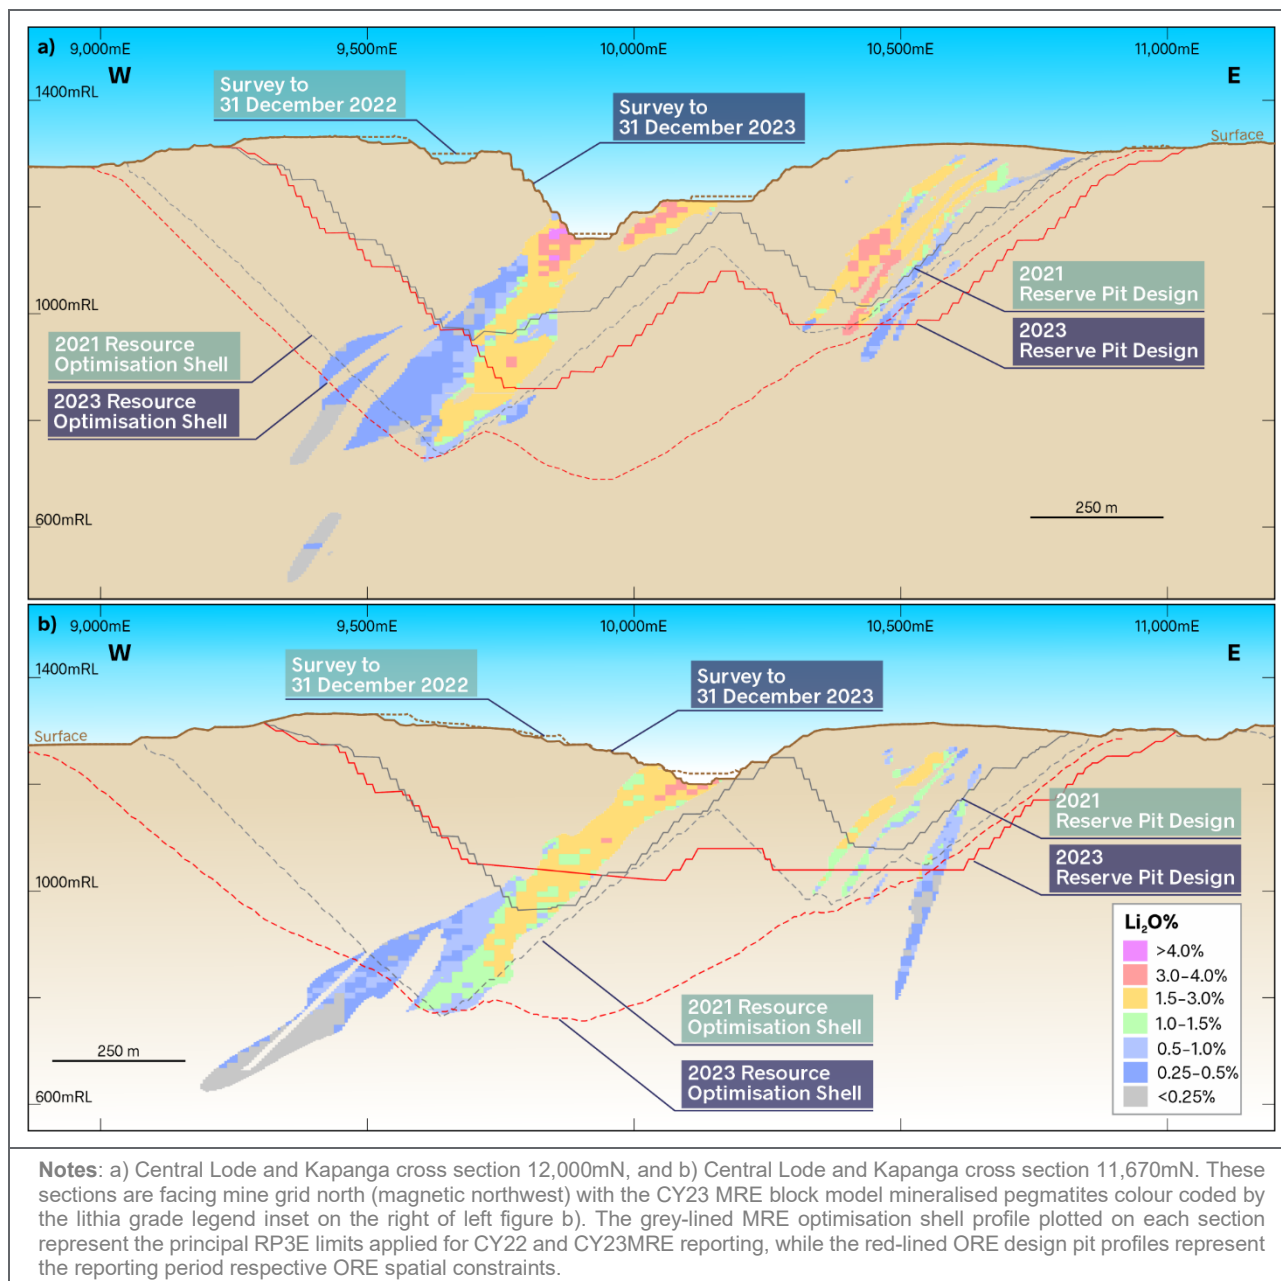 a)
9,000mE
9,500mE
10,000mE
10,500mE
11,000mE
W
E
1400mRL
Survey to
31 December 2022
Survey to
31 December 2023
Surface
1000mRL
2021
Reserve Pit Design
2023
Reserve Pit Design
2021 Resource
Optimisation Shell
2023 Resource
Optimisation Shell
600mRL
250 m
b)
9,000mE
9,500mE
10,000mE
10,500mE
11,000mE
W
E
1400mRL
Survey to
31 December 2022
Survey to
31 December 2023
Surface
2021
Reserve Pit Design
2023
Reserve Pit Design
1000mRL
Li₂O%
>4.0%
3.0–4.0%
1.5–3.0%
1.0–1.5%
0.5–1.0%
0.25–0.5%
<0.25%
2021 Resource
Optimisation Shell
2023 Resource
Optimisation Shell
250 m
600mRL
Notes: a) Central Lode and Kapanga cross section 12,000mN, and b) Central Lode and Kapanga cross section 11,670mN. These
sections are facing mine grid north (magnetic northwest) with the CY23 MRE block model mineralised pegmatites colour coded by
the lithia grade legend inset on the right of left figure b). The grey-lined MRE optimisation shell profile plotted on each section
represent the principal RP3E limits applied for CY22 and CY23MRE reporting, while the red-lined ORE design pit profiles represent
the reporting period respective ORE spatial constraints.